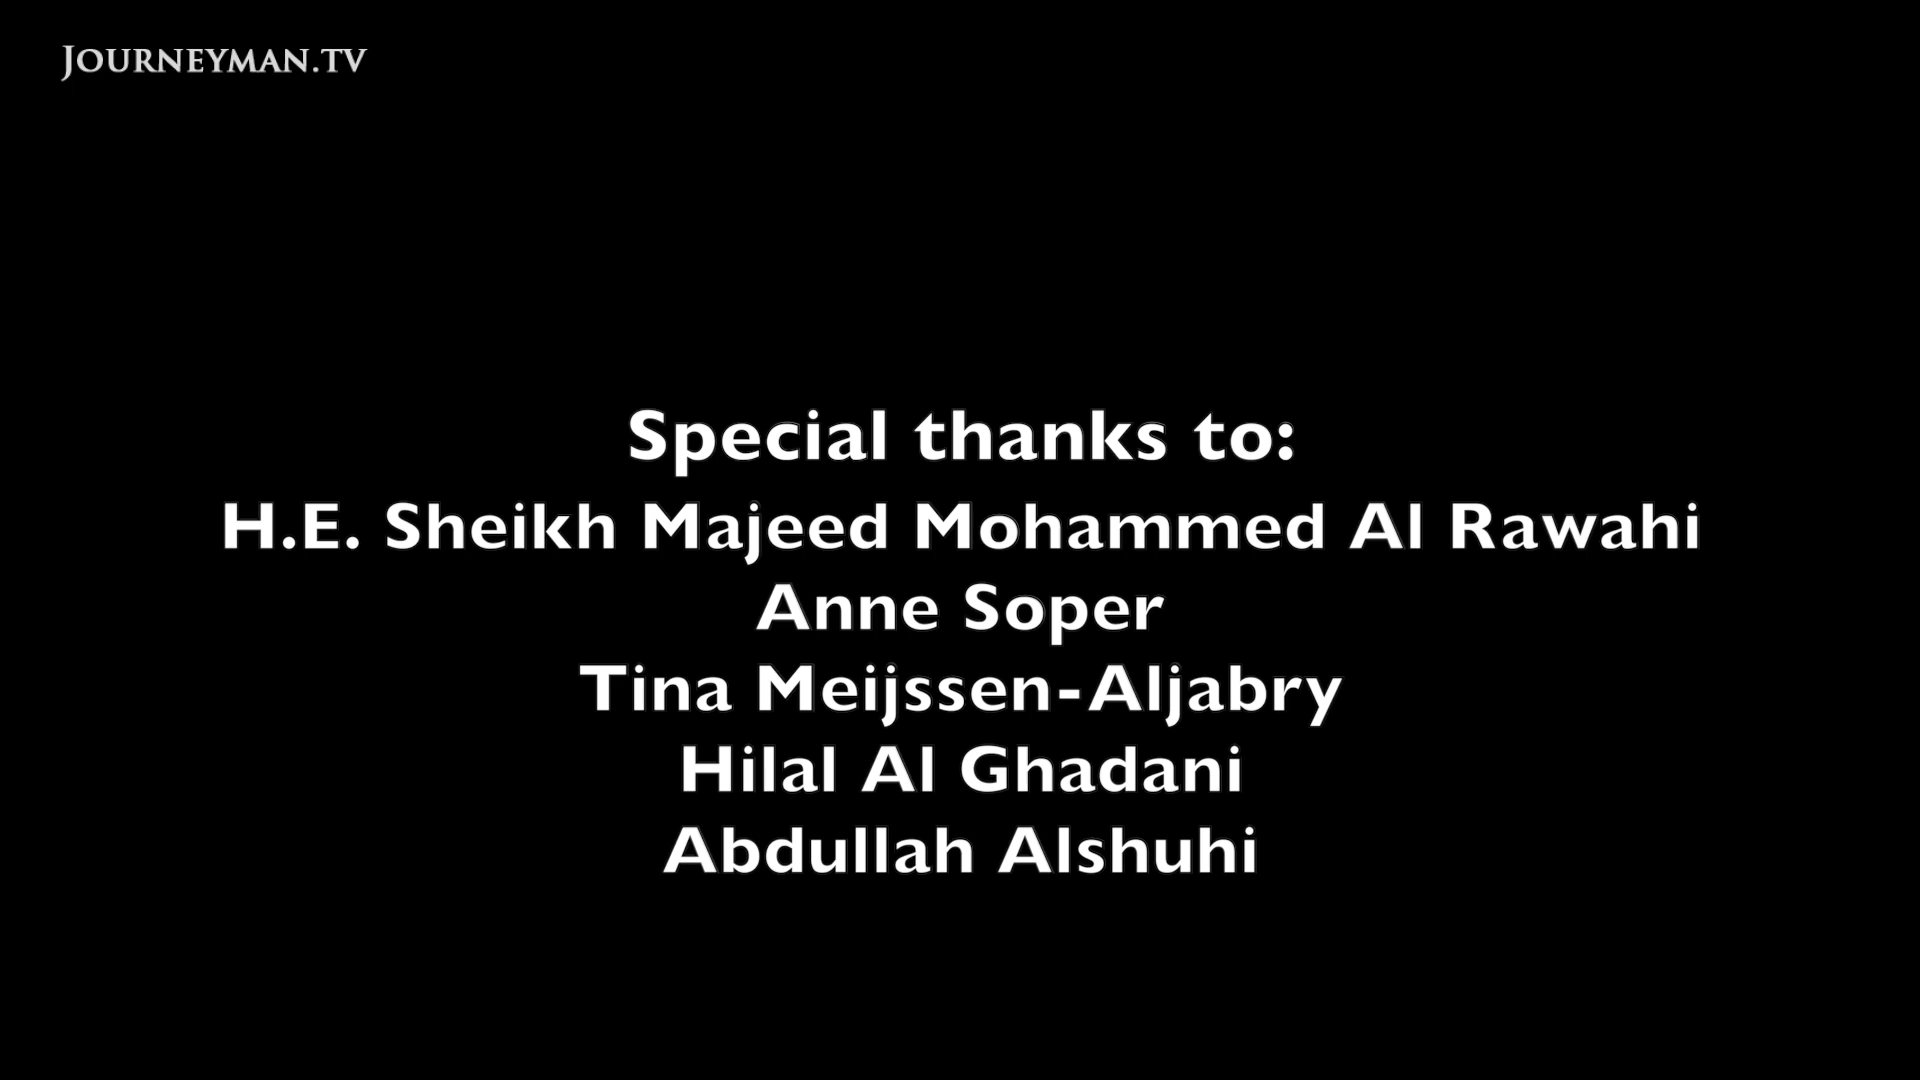 JOURNEYMAN.TV
Special thanks to:
H.E. Sheikh Majeed Mohammed Al Rawahi
Anne Soper
Tina Meijssen-Aljabry
Hilal Al Ghadani
Abdullah Alshuhi